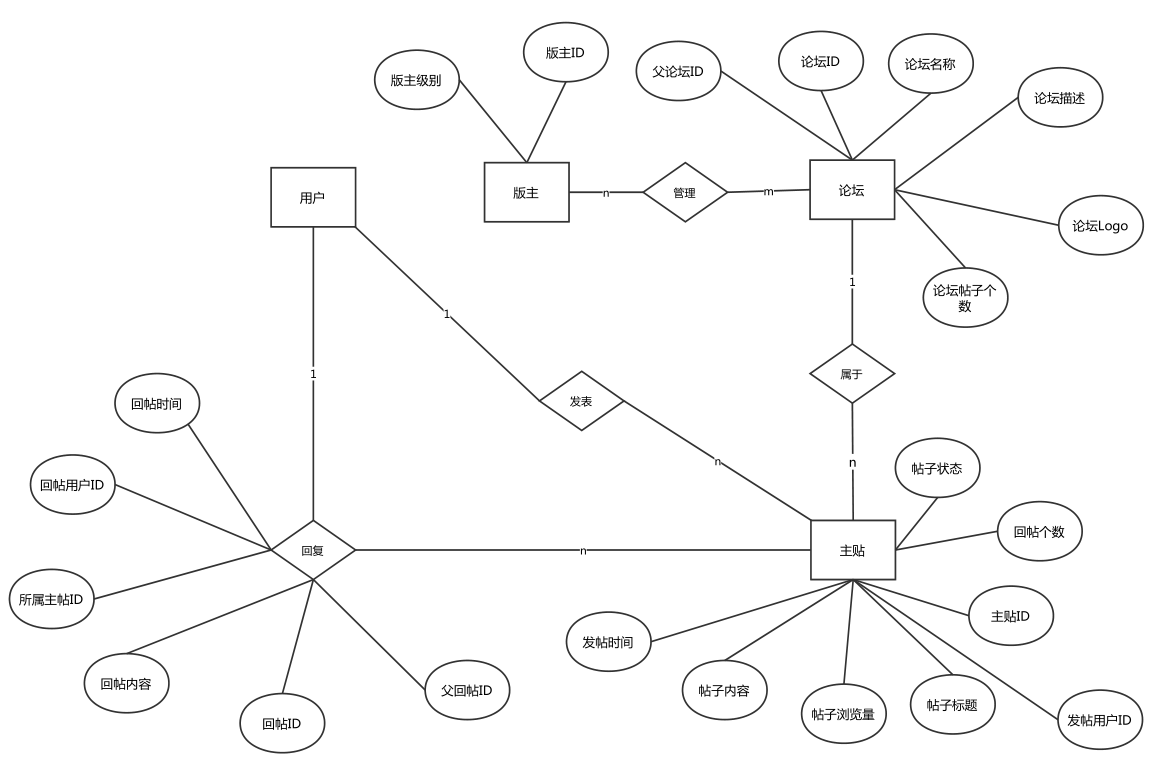 版主ID
版主级别
父论坛ID
论坛ID
论坛名称
论坛描述
用户
版主
n
管理
m
论坛
论坛Logo
论坛帖子个
数
1
1
1
属于
发表
回帖时间
n
n
帖子状态
回帖用户ID
回帖个数
回复
n
主贴
所属主帖ID
主贴ID
发帖时间
回帖内容
父回帖ID
帖子内容
帖子浏览量
帖子标题
发帖用户ID
回帖ID